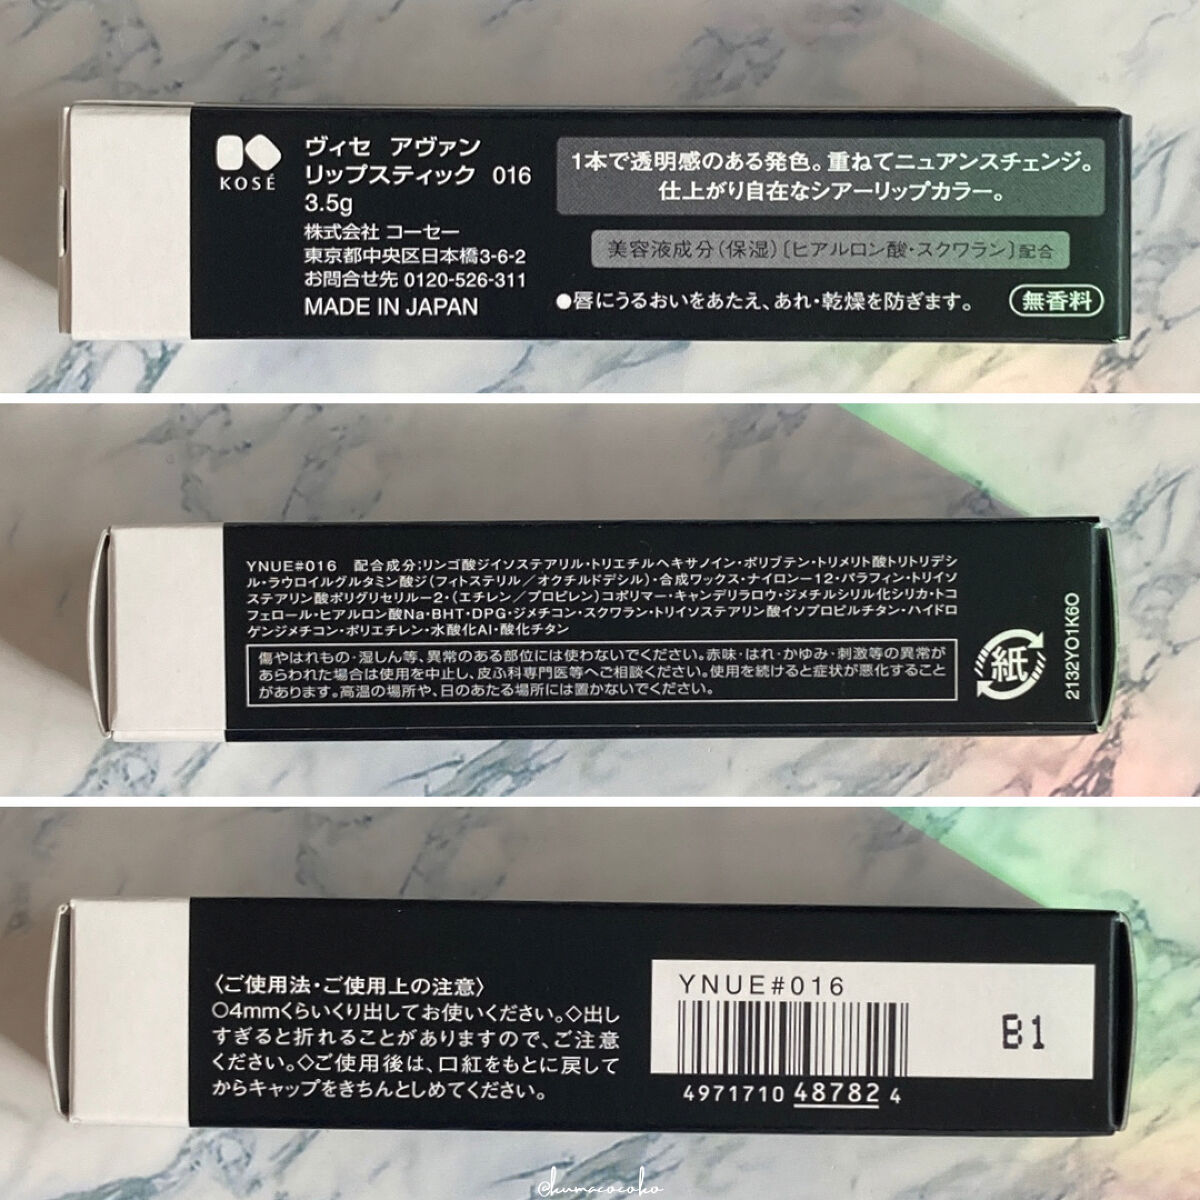 KOSÉ
ヴィセ アヴァン
リップスティック 016
3.5g
株式会社 コーセー
東京都中央区日本橋3-6-2
お問合せ先 0120-526-311
MADE IN JAPAN
1本で透明感のある発色。重ねてニュアンスチェンジ。
仕上がり自在なシアーリップカラー。
美容液成分(保湿)〔ヒアルロン酸・スクワラン〕配合
●唇にうるおいをあたえ、あれ・乾燥を防ぎます。
無香料
YNUE#016 配合成分;リンゴ酸ジイソステアリル・トリエチルヘキサノイン・ポリブテン・トリメリト酸トリトリデシ
ル・ラウロイルグルタミン酸ジ(フィトステリル/オクチルドデシル)・合成ワックス・ナイロン-12・パラフィン・トリイソ
ステアリン酸ポリグリセリル-2・(エチレン/プロピレン)コポリマー・キャンデリラロウ・ジメチルシリル化シリカ・トコ
フェロール・ヒアルロン酸Na・BHT・DPG・ジメチコン・スクワラン・トリイソステアリン酸イソプロピルチタン・ハイドロ
ゲンジメチコン・ポリエチレン・水酸化Al・酸化チタン
傷やはれもの・湿しん等、異常のある部位には使わないでください。赤味・はれ・かゆみ・刺激等の異常が
あらわれた場合は使用を中止し、皮ふ科専門医等へご相談ください。使用を続けると症状が悪化すること
があります。高温の場所や、日のあたる場所には置かないでください。
紙
2132YO1K6O
〈ご使用法・ご使用上の注意〉
○4mmくらいくり出してお使いください。◇出し
すぎると折れることがありますので、ご注意
ください。◇ご使用後は、口紅をもとに戻して
からキャップをきちんとしめてください。
YNUE#016
B1
4971710 48782 4
@kumacocoko